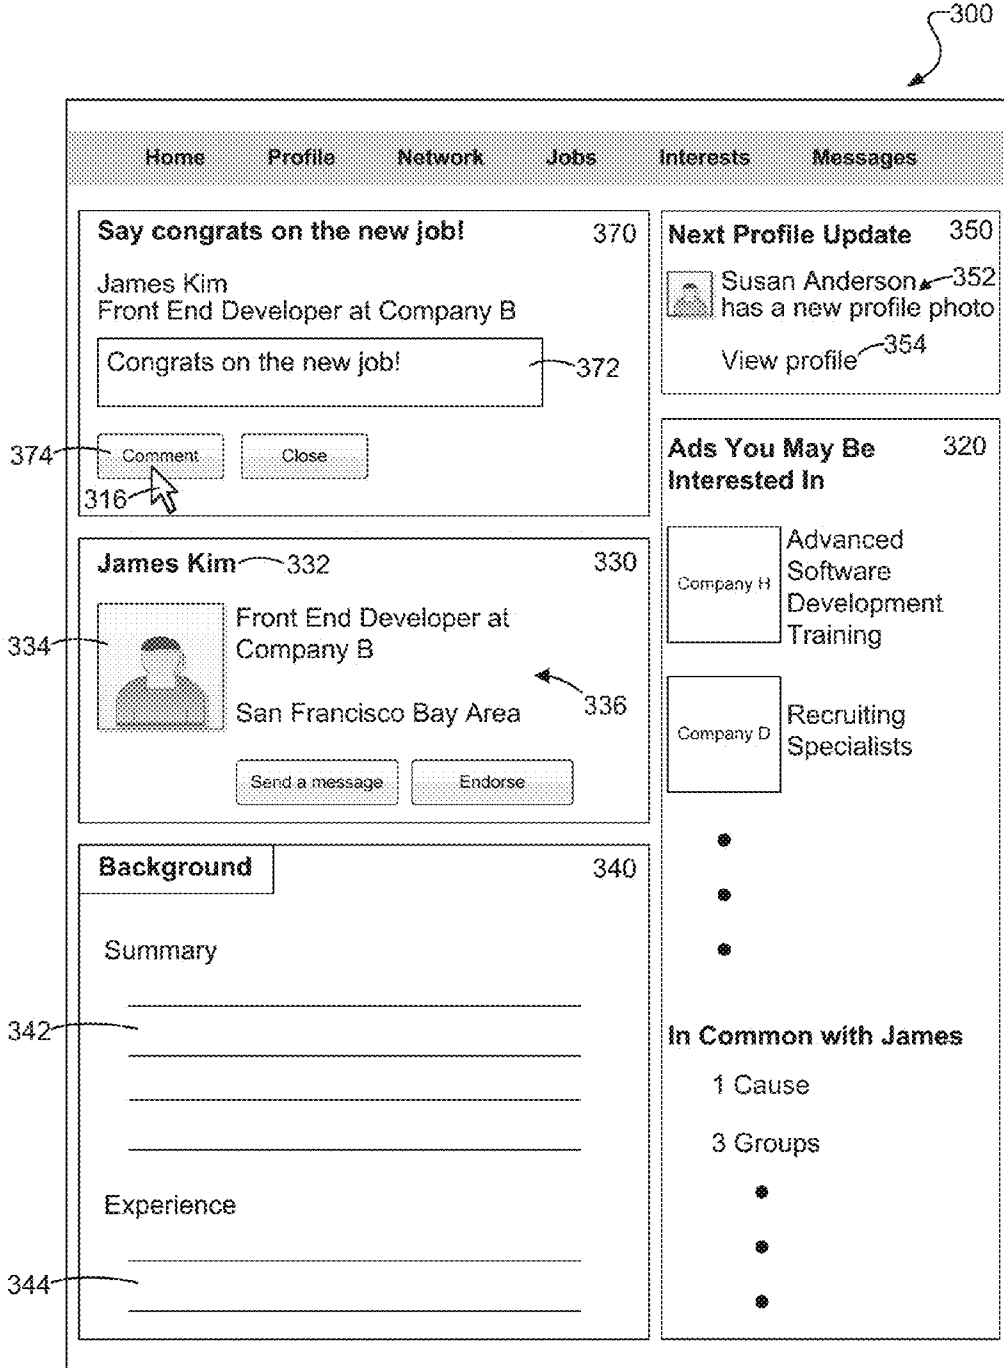 300
Home Profile Network Jobs Interests Messages
Say congrats on the new job! 370
James Kim
Front End Developer at Company B
Congrats on the new job!
372
374
Comment Close
316
James Kim 332 330
334
Front End Developer at
Company B
336
San Francisco Bay Area
Send a message Endorse
Background 340
Summary
342
Experience
344
Next Profile Update 350
Susan Anderson 352
has a new profile photo
View profile 354
Ads You May Be 320
Interested In
Company H
Advanced
Software
Development
Training
Company D
Recruiting
Specialists
In Common with James
1 Cause
3 Groups